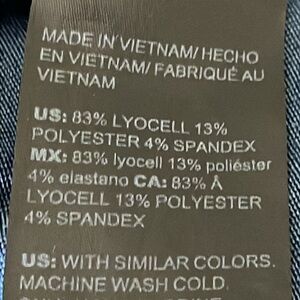 MADE IN VIETNAM/ HECHO
EN VIETNAM/ FABRIQUÉ AU
VIETNAM
US: 83% LYOCELL 13%
POLYESTER 4% SPANDEX
MX: 83% lyocell 13% poliéster
4% elastano CA: 83% Â
LYOCELL 13% POLYESTER
4% SPANDEX
US: WITH SIMILAR COLORS.
MACHINE WASH COLD.